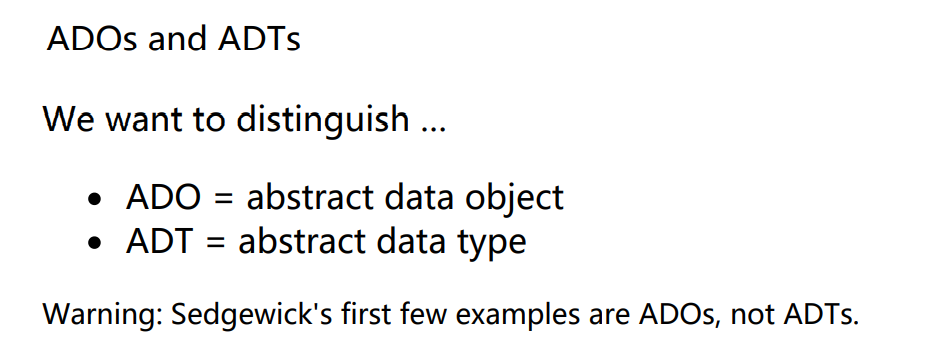 ADOs and ADTs
We want to distinguish ...
• ADO = abstract data object
• ADT = abstract data type
Warning: Sedgewick's first few examples are ADOs, not ADTs.